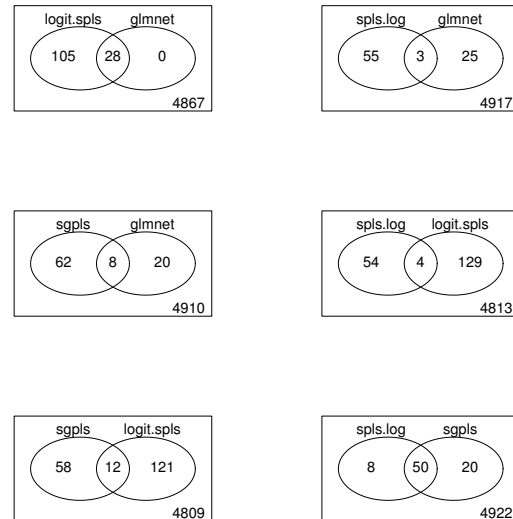 logit.spls glmnet
105 28 0
4867
spls.log glmnet
55 3 25
4917
sgpls glmnet
62 8 20
4910
spls.log logit.spls
54 4 129
4813
sgpls logit.spls
58 12 121
4809
spls.log sgpls
8 50 20
4922